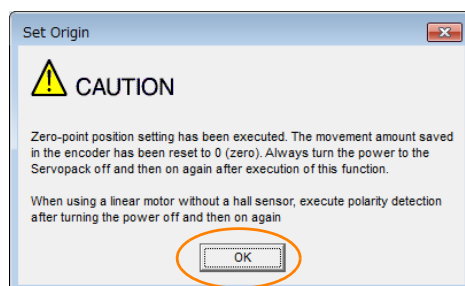 Set Origin
CAUTION
Zero-point position setting has been executed. The movement amount saved
in the encoder has been reset to 0 (zero). Always turn the power to the
Servopack off and then on again after execution of this function.
When using a linear motor without a hall sensor, execute polarity detection
after turning the power off and then on again
OK